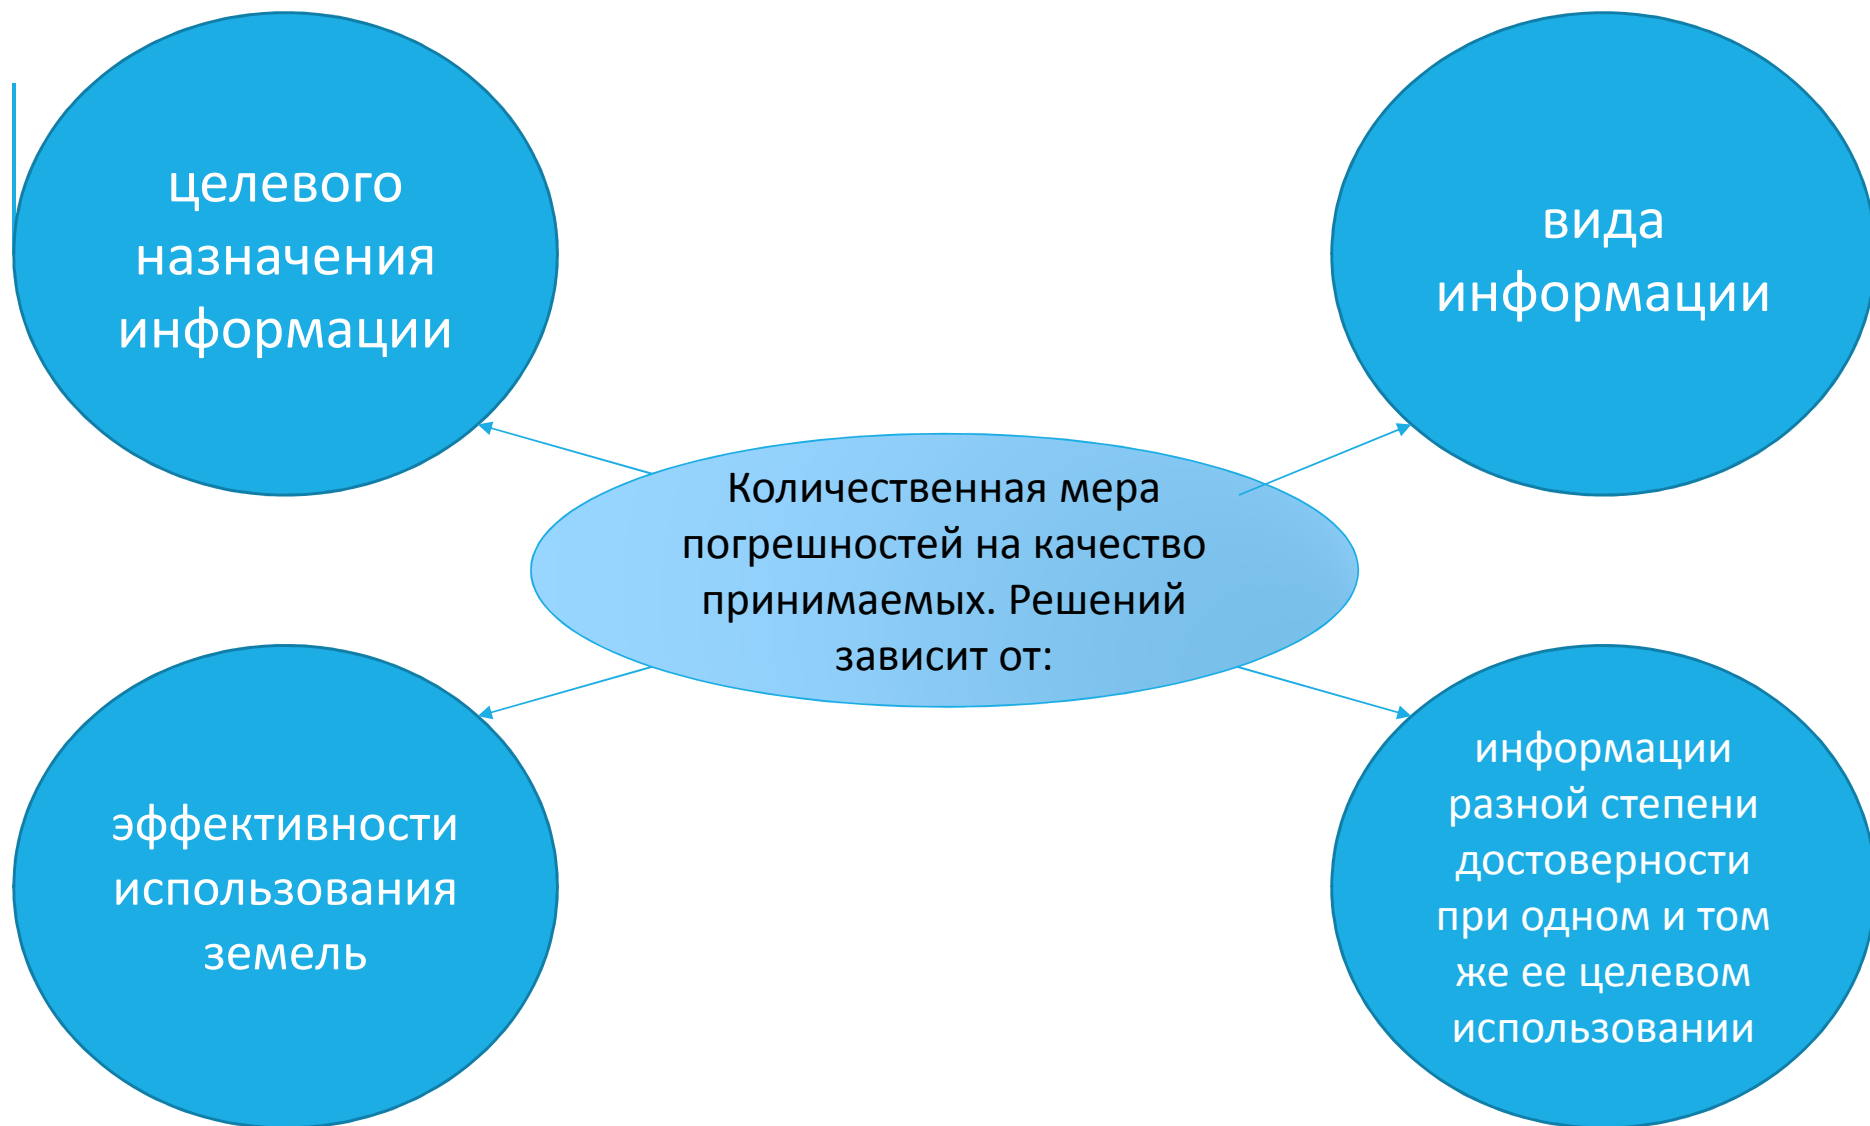 целевого
назначения
информации
вида
информации
Количественная мера
погрешностей на качество
принимаемых. Решений
зависит от:
эффективности
использования
земель
информации
разной степени
достоверности
при одном и том
же ее целевом
использовании